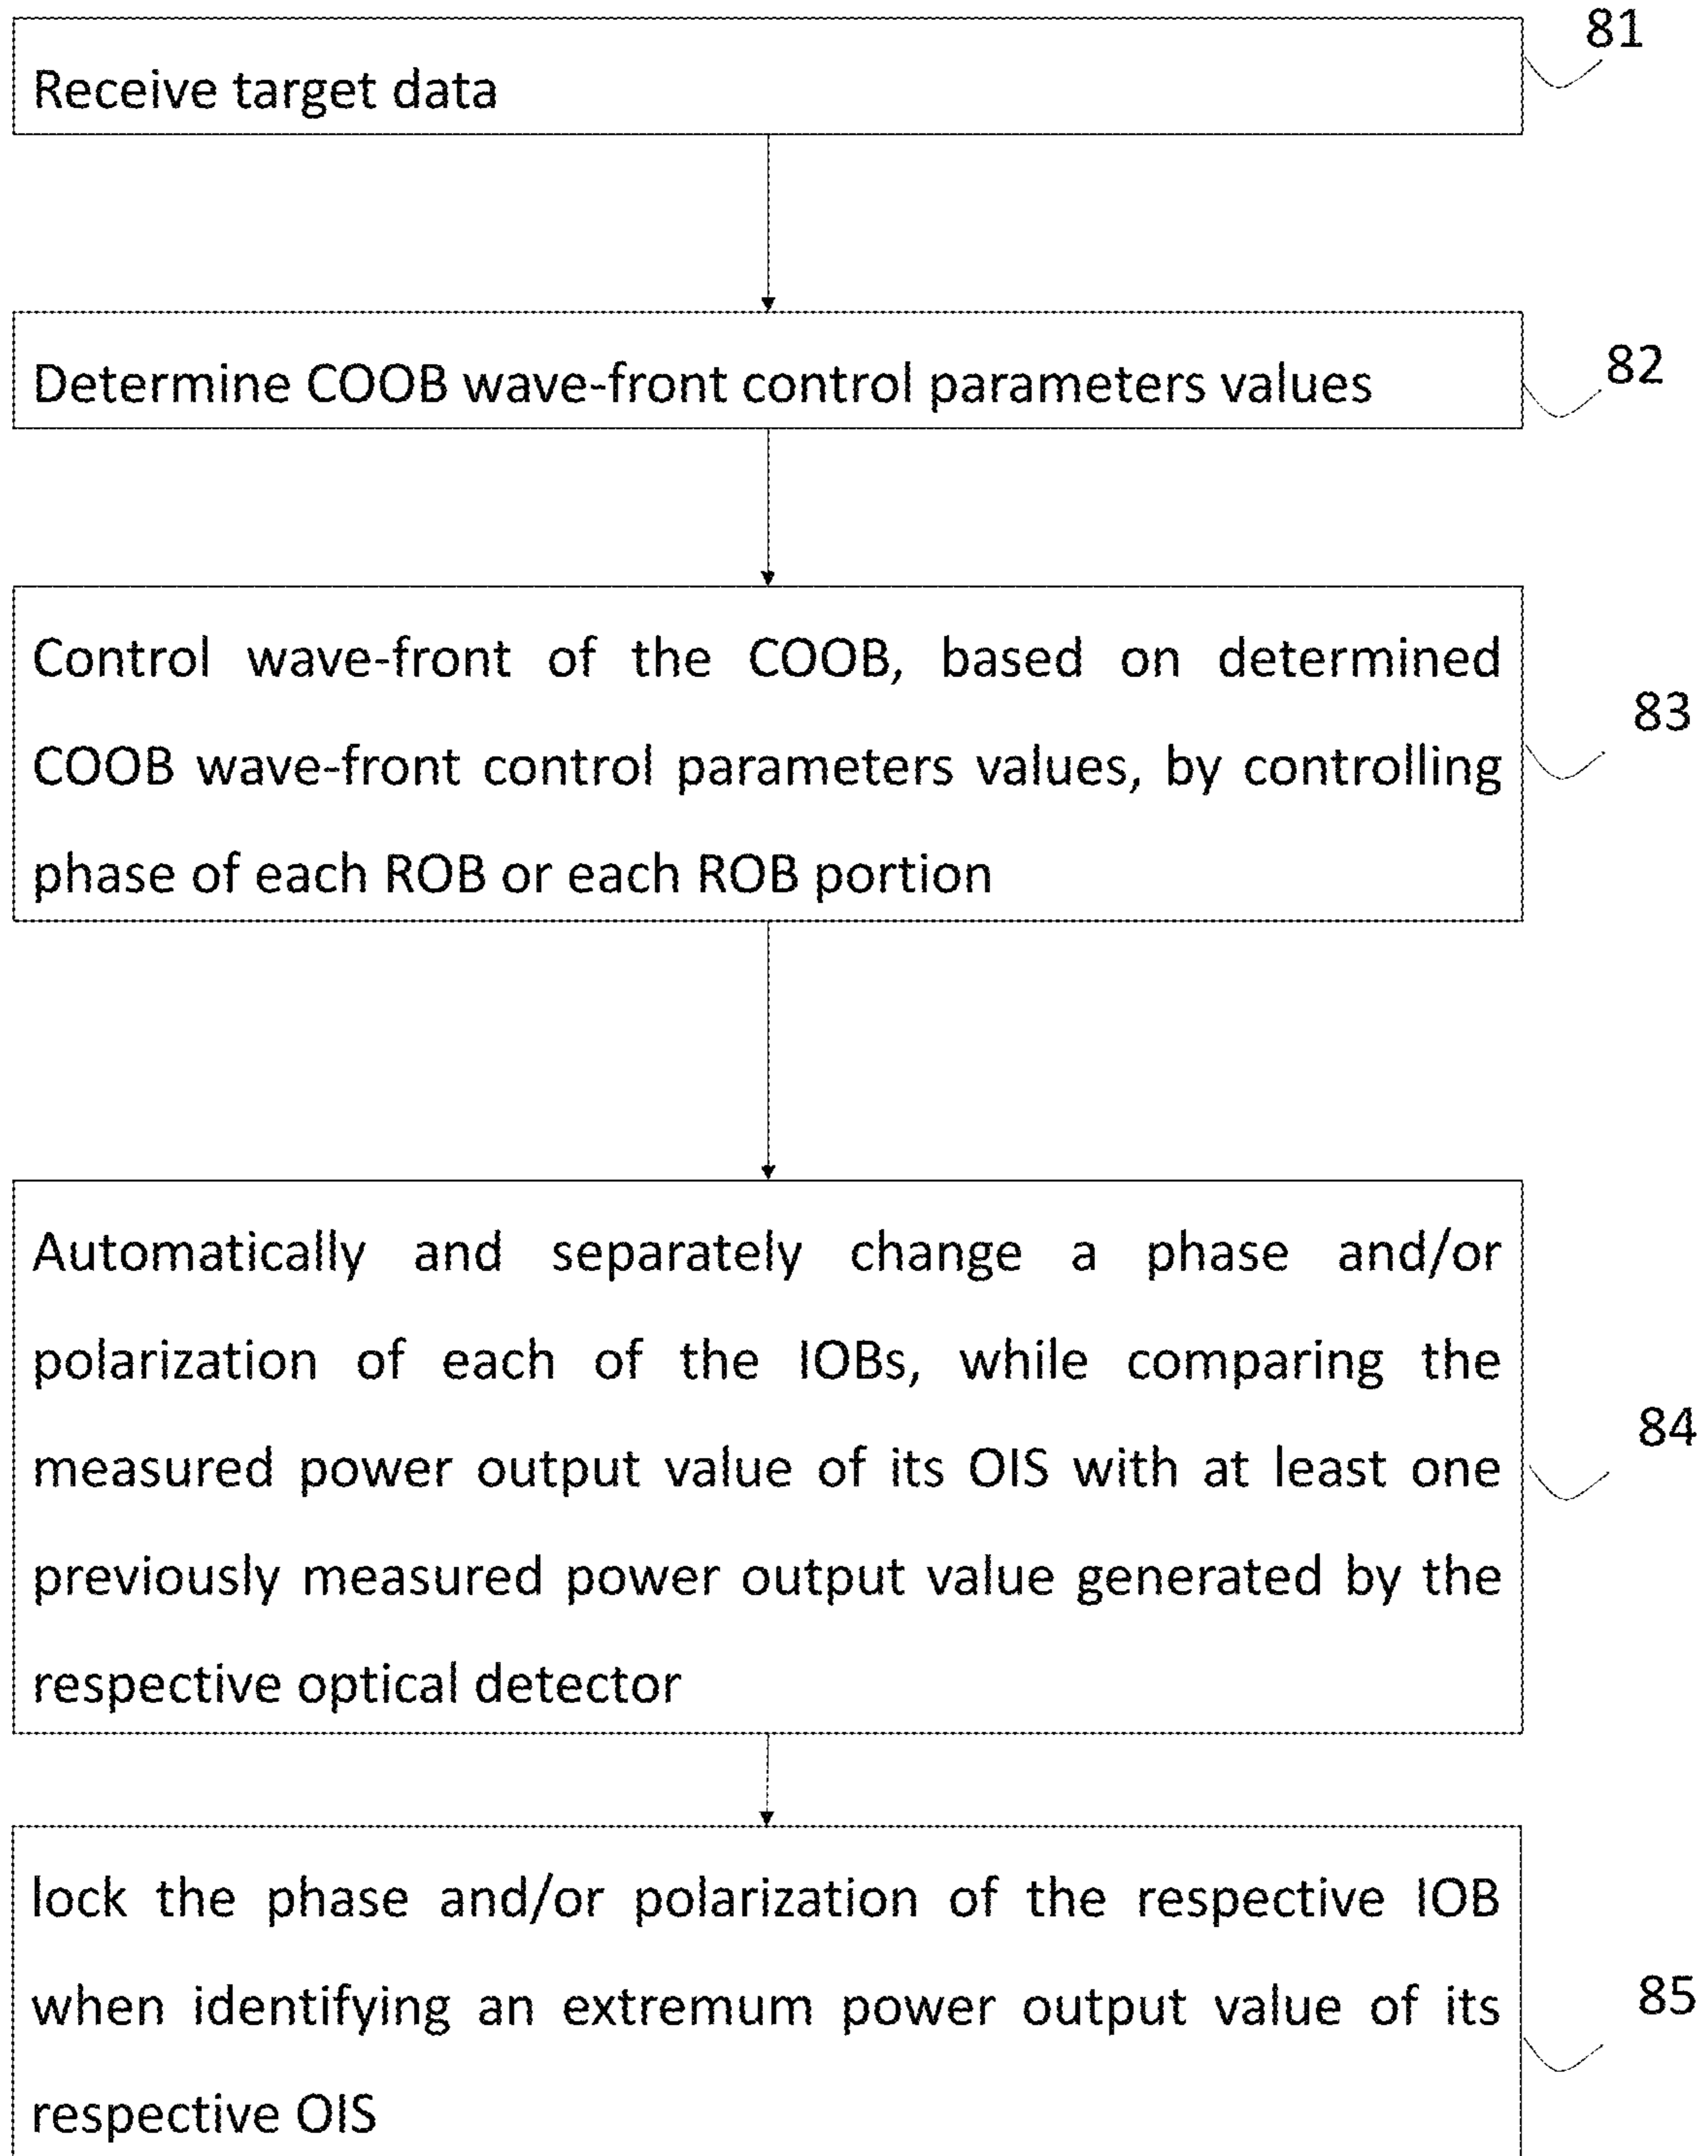 81
Receive target data
82
Determine COOB wave-front control parameters values
Control wave-front of the COOB, based on determined
83
COOB wave-front control parameters values, by controlling
phase of each ROB or each ROB portion
Automatically and separately change a phase and/or
polarization of each of the IOBs, while comparing the
84
measured power output value of its OIS with at least one
previously measured power output value generated by the
respective optical detector
lock the phase and/or polarization of the respective IOB
85
when identifying an extremum power output value of its
respective OIS